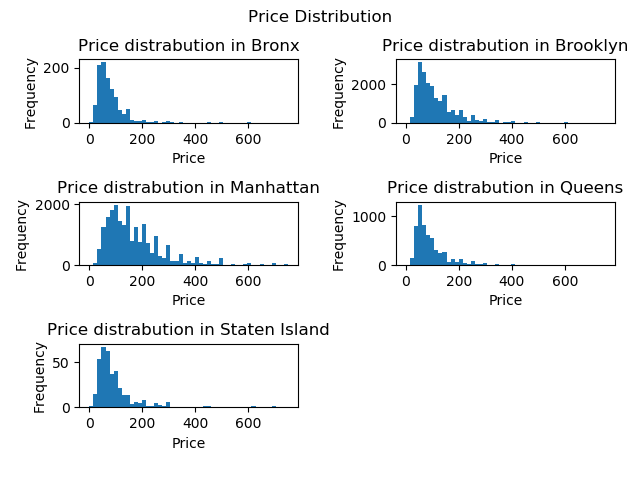 Price Distribution
Price distrabution in Bronx
Frequency
200
0
0 200 400 600
Price
Price distrabution in Brooklyn
Frequency
2000
0
0 200 400 600
Price
Price distrabution in Manhattan
Frequency
2000
0
0 200 400 600
Price
Price distrabution in Queens
Frequency
1000
0
0 200 400 600
Price
Price distrabution in Staten Island
Frequency
50
0
0 200 400 600
Price